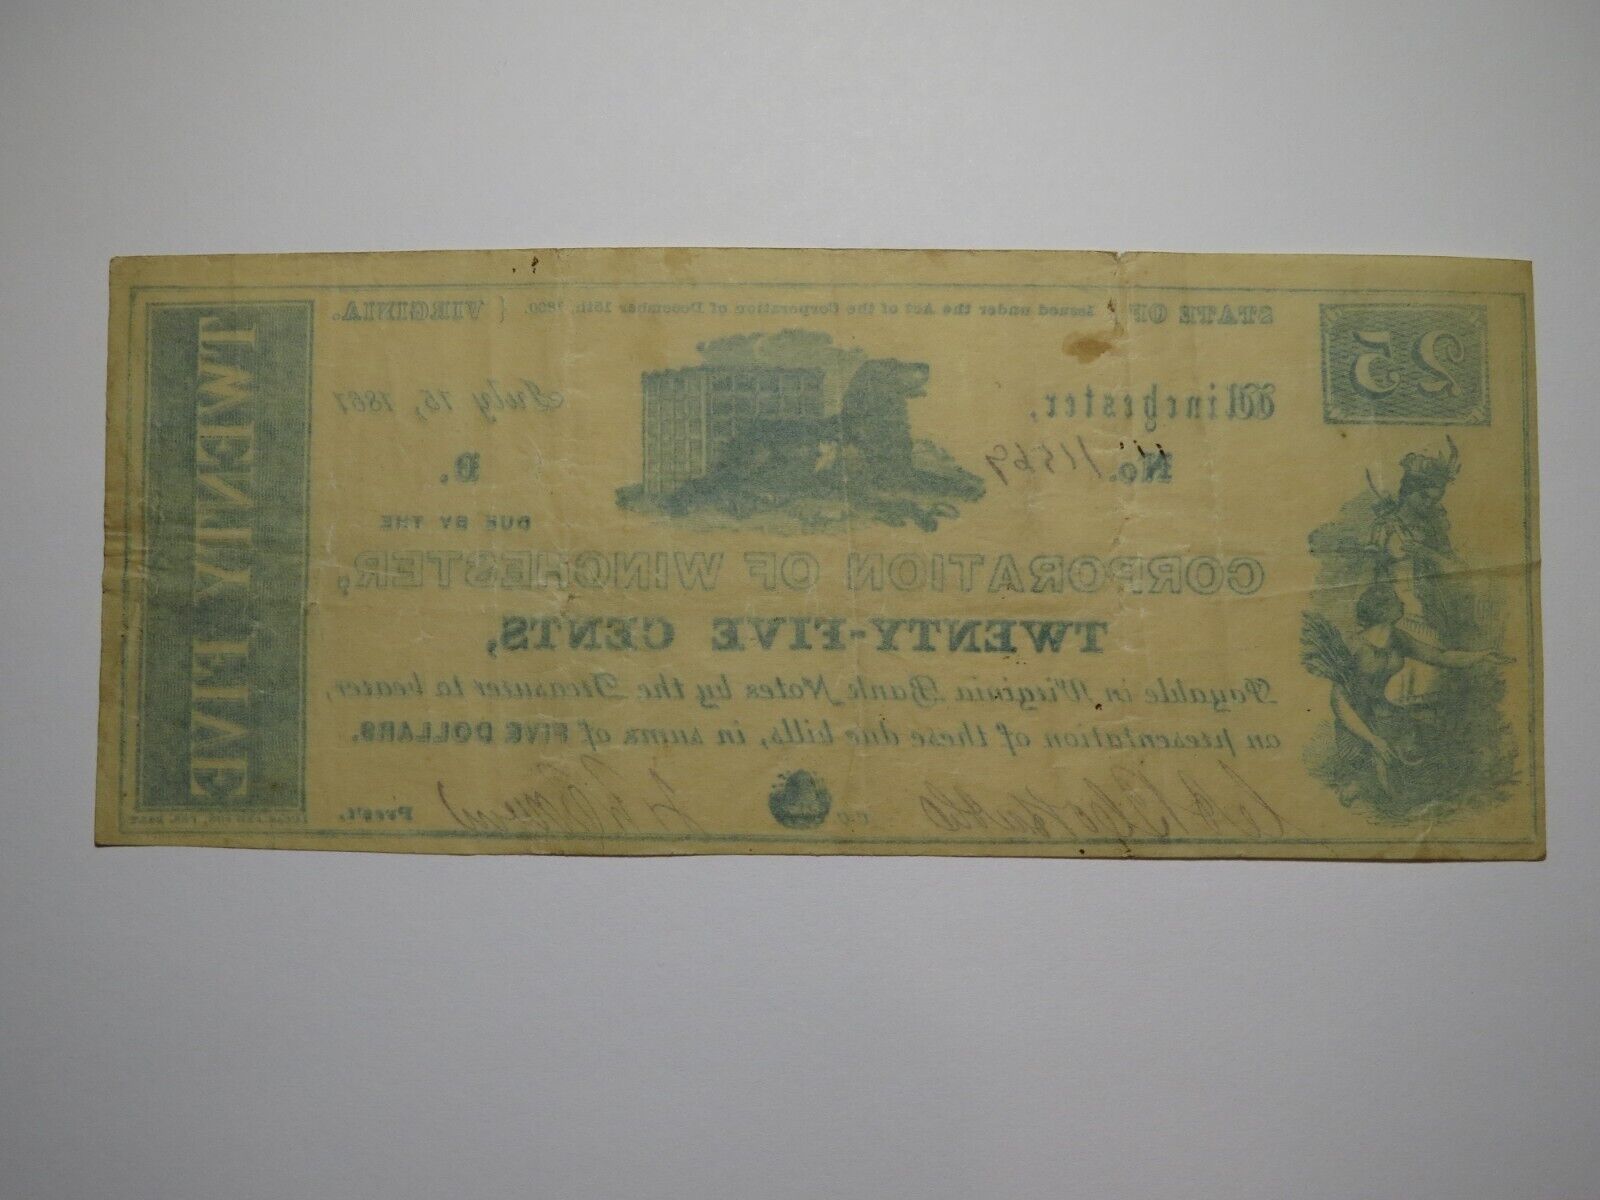 25
STATE OF } Issued under the Act of the Corporation of December 15th, 1860. { VIRGINIA.
Winchester, July 15, 1861
No. 11569 D.
DUE BY THE
CORPORATION OF WINCHESTER,
TWENTY-FIVE CENTS,
Payable in Virginia Bank Notes by the Treasurer to bearer,
on presentation of these due bills, in sums of FIVE DOLLARS.
Pres't.
TWENTY FIVE